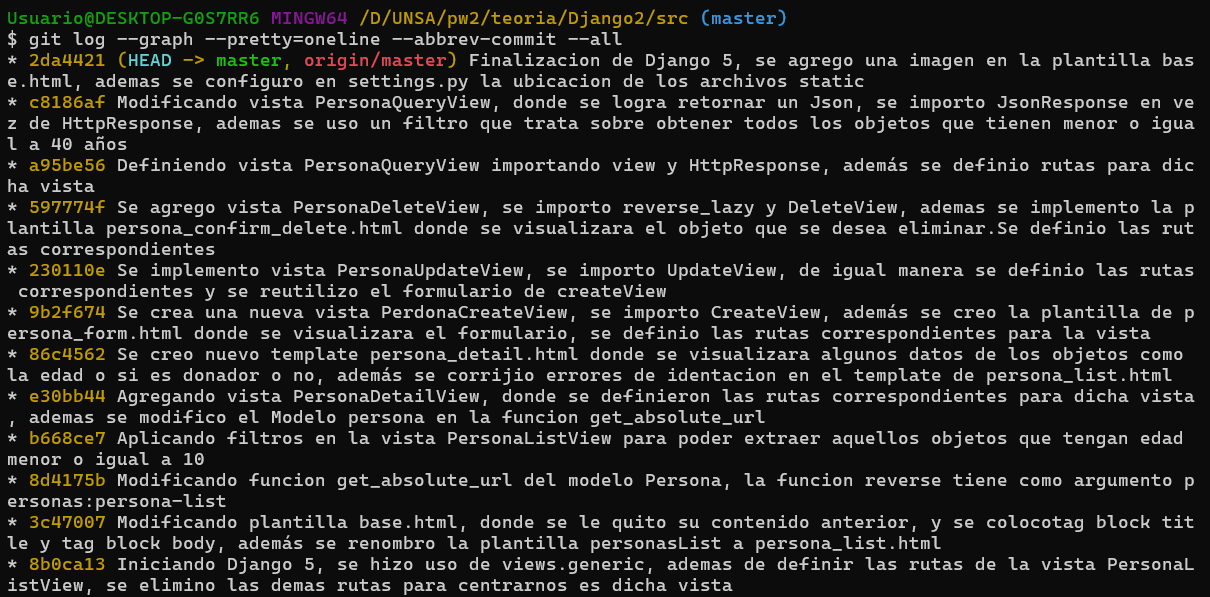 Usuario@DESKTOP-G0S7RR6 MINGW64 /D/UNSA/pw2/teoria/Django2/src (master)
$ git log --graph --pretty=oneline --abbrev-commit --all
* 2da4421 (HEAD -> master, origin/master) Finalizacion de Django 5, se agrego una imagen en la plantilla bas
e.html, ademas se configuro en settings.py la ubicacion de los archivos static
* c8186af Modificando vista PersonaQueryView, donde se logra retornar un Json, se importo JsonResponse en ve
z de HttpResponse, ademas se uso un filtro que trata sobre obtener todos los objetos que tienen menor o igua
l a 40 años
* a95be56 Definiendo vista PersonaQueryView importando view y HttpResponse, además se definio rutas para dic
ha vista
* 597774f Se agrego vista PersonaDeleteView, se importo reverse_lazy y DeleteView, ademas se implemento la p
lantilla persona_confirm_delete.html donde se visualizara el objeto que se desea eliminar.Se definio las rut
as correspondientes
* 230110e Se implemento vista PersonaUpdateView, se importo UpdateView, de igual manera se definio las rutas
 correspondientes y se reutilizo el formulario de createView
* 9b2f674 Se crea una nueva vista PerdonaCreateView, se importo CreateView, además se creo la plantilla de p
ersona_form.html donde se visualizara el formulario, se definio las rutas correspondientes para la vista
* 86c4562 Se creo nuevo template persona_detail.html donde se visualizara algunos datos de los objetos como
la edad o si es donador o no, además se corrijio errores de identacion en el template de persona_list.html
* e30bb44 Agregando vista PersonaDetailView, donde se definieron las rutas correspondientes para dicha vista
, ademas se modifico el Modelo persona en la funcion get_absolute_url
* b668ce7 Aplicando filtros en la vista PersonaListView para poder extraer aquellos objetos que tengan edad
menor o igual a 10
* 8d4175b Modificando funcion get_absolute_url del modelo Persona, la funcion reverse tiene como argumento p
ersonas:persona-list
* 3c47007 Modificando plantilla base.html, donde se le quito su contenido anterior, y se colocotag block tit
le y tag block body, además se renombro la plantilla personasList a persona_list.html
* 8b0ca13 Iniciando Django 5, se hizo uso de views.generic, ademas de definir las rutas de la vista PersonaL
istView, se elimino las demas rutas para centrarnos es dicha vista